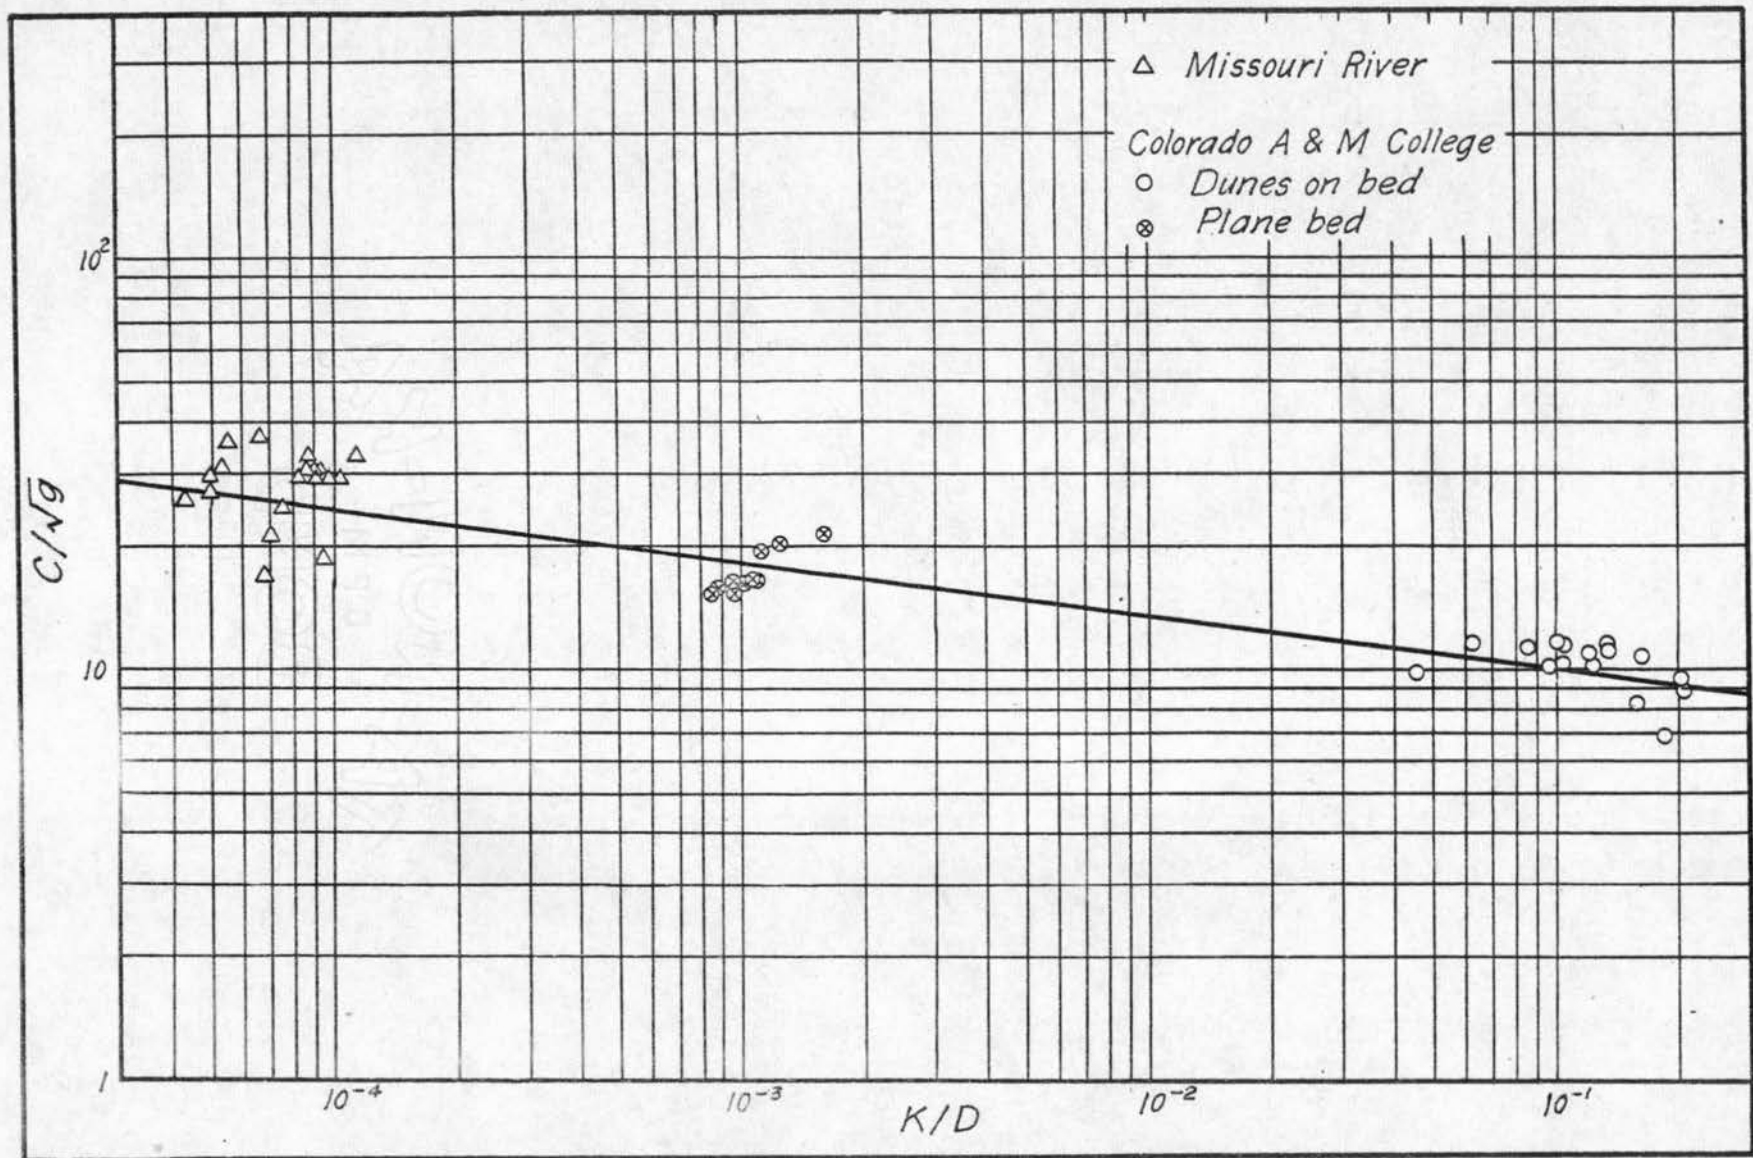 △ Missouri River
Colorado A & M College
○ Dunes on bed
⊗ Plane bed
10²
10
1
C/√g
10⁻⁴
10⁻³
10⁻²
10⁻¹
K/D